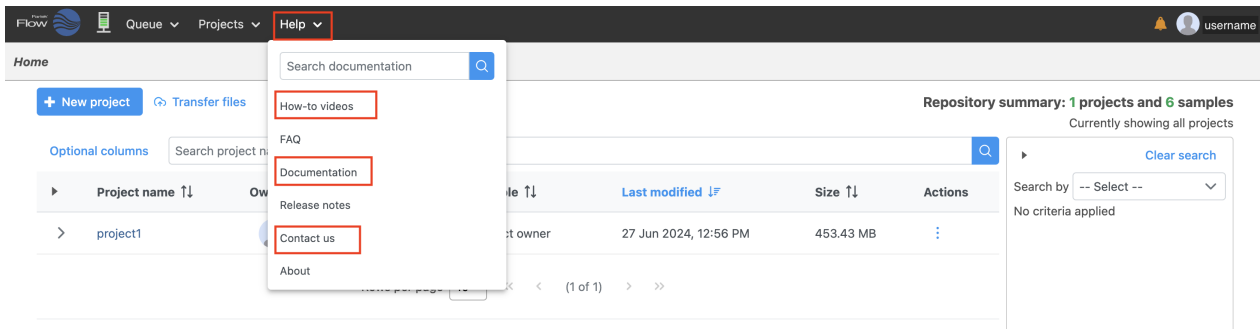 Partek
Flow
Queue
Projects
Help
username
Home
Search documentation
How-to videos
FAQ
Documentation
Release notes
Contact us
About
New project
Transfer files
Repository summary: 1 projects and 6 samples
Currently showing all projects
Optional columns
Search project na
Clear search
Project name
Ow
le
Last modified
Size
Actions
Search by
-- Select --
No criteria applied
project1
ct owner
27 Jun 2024, 12:56 PM
453.43 MB
Rows per page
(1 of 1)